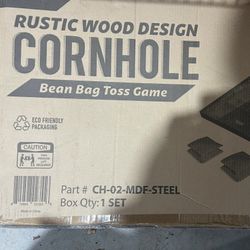 RUSTIC WOOD DESIGN
CORNHOLE
Bean Bag Toss Game
ECO FRIENDLY
PACKAGING
CAUTION
Part # CH-02-MDF-STEEL
Box Qty: 1 SET